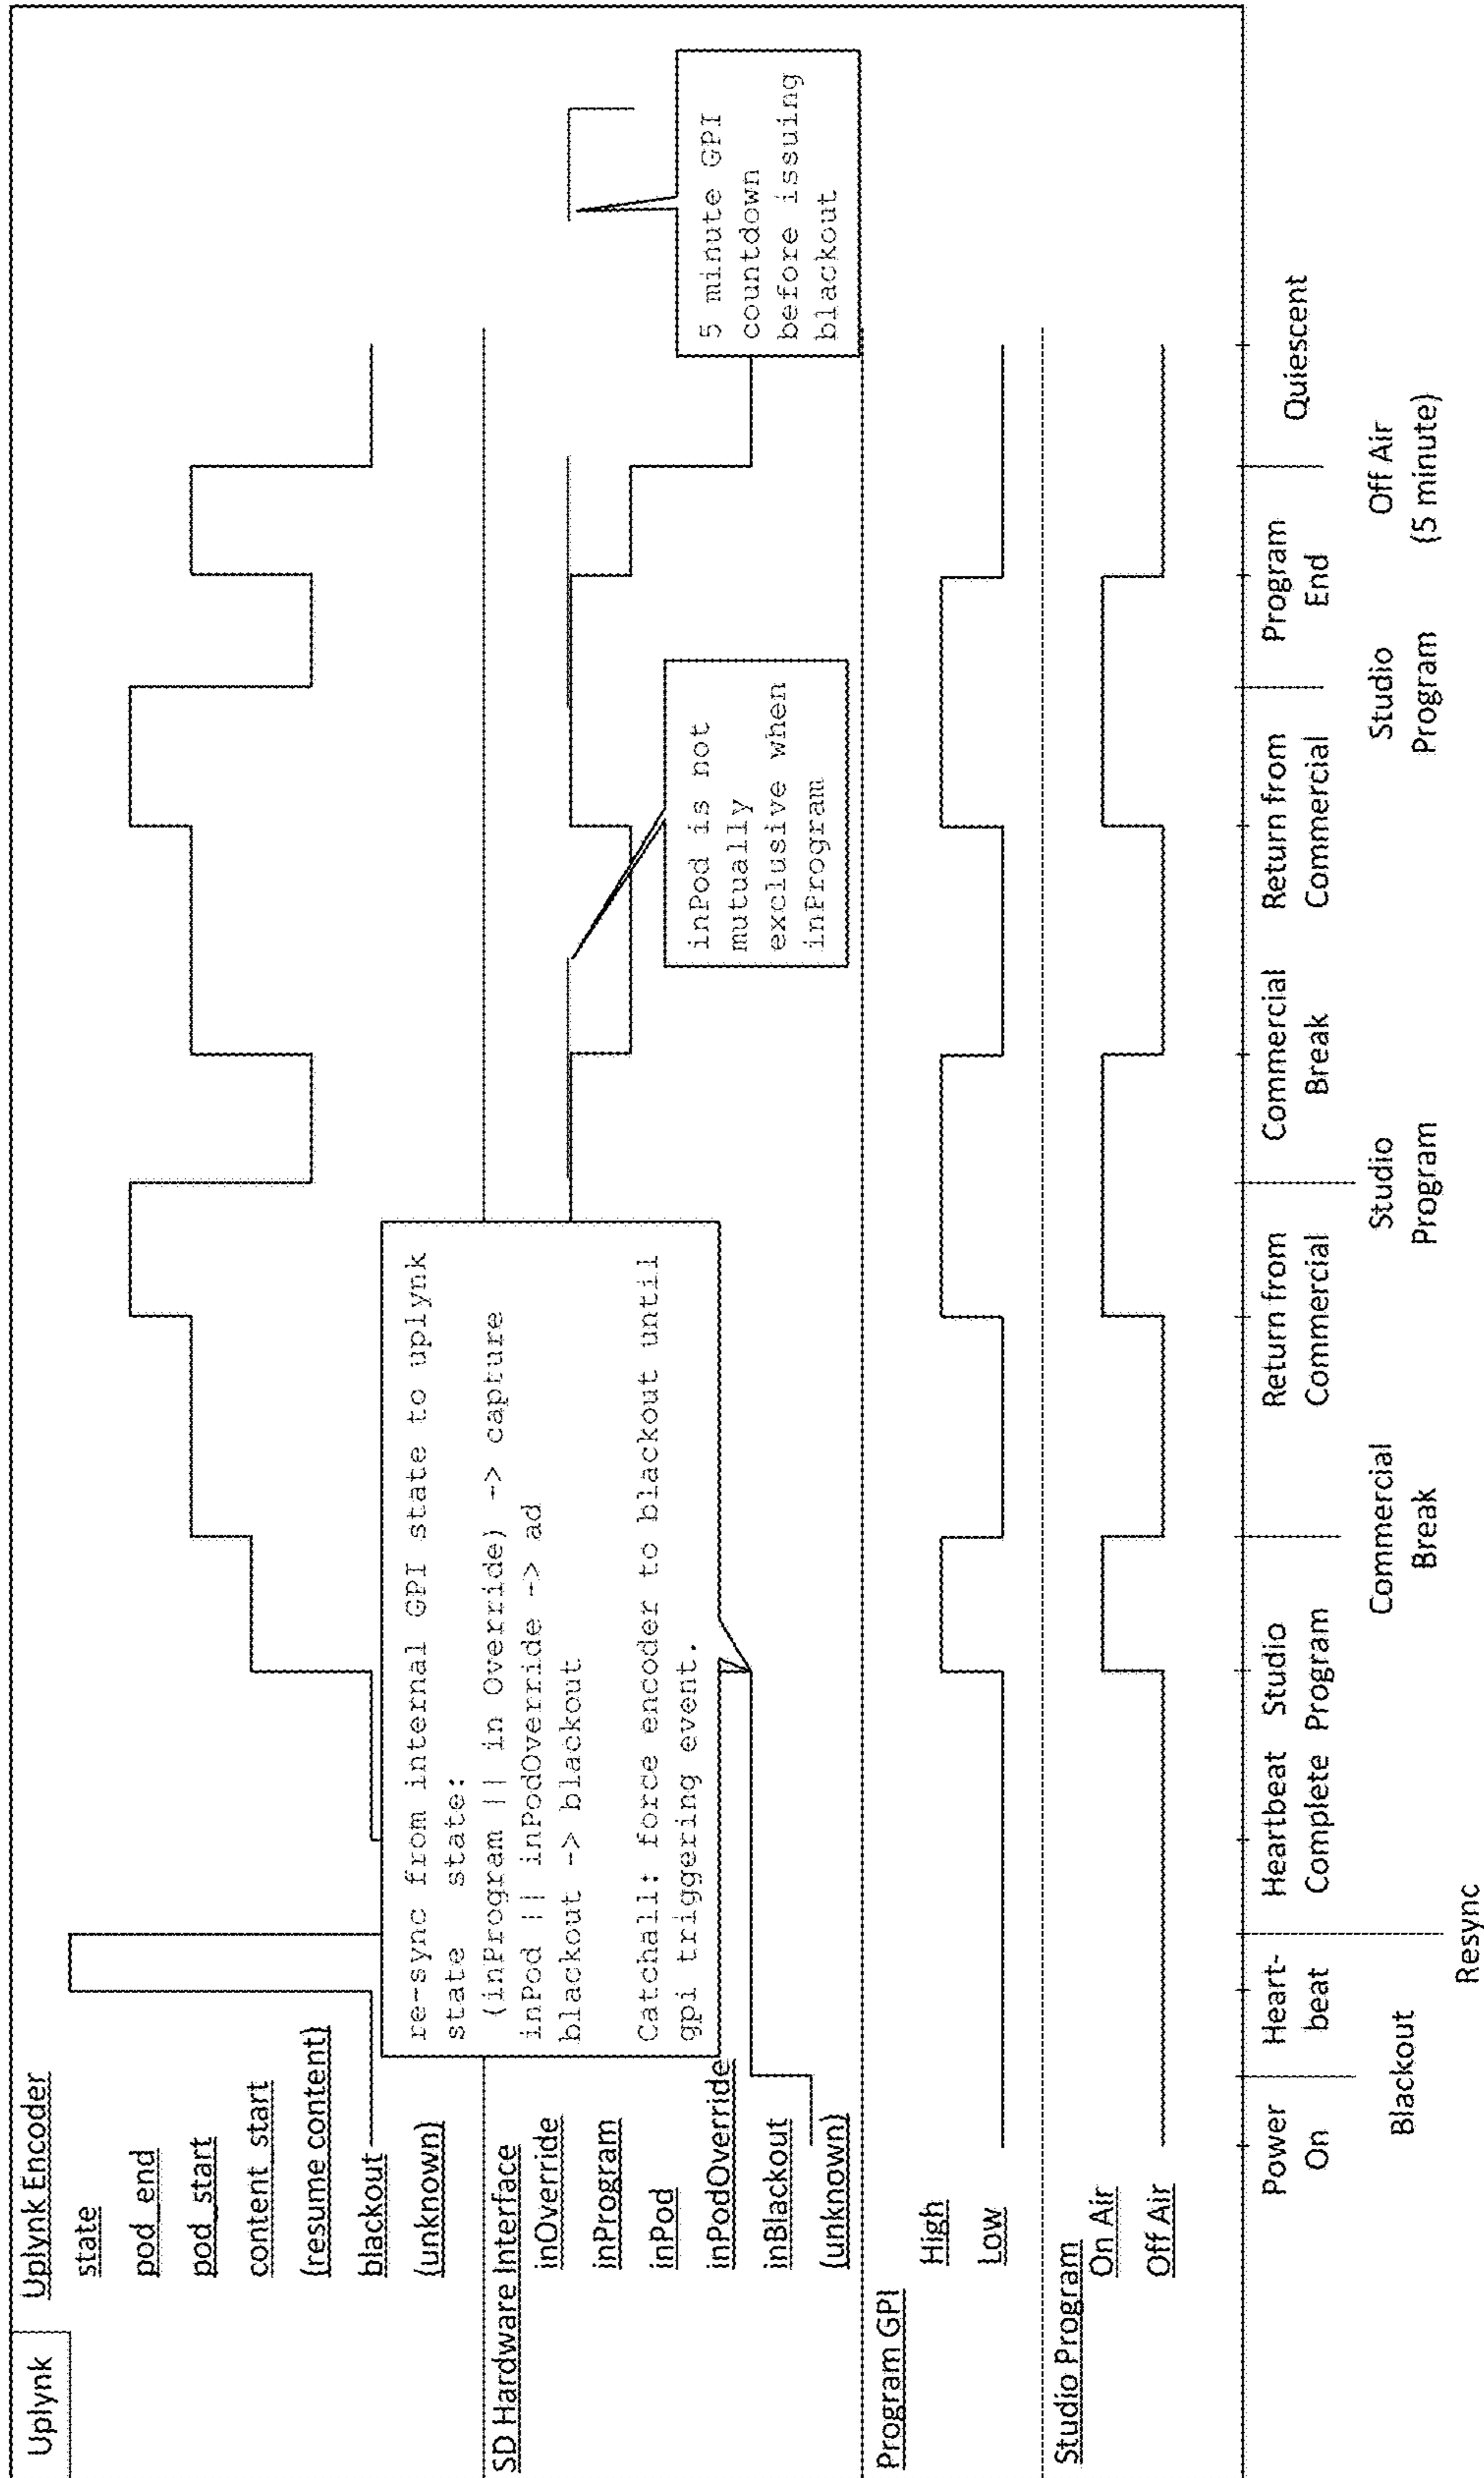 Uplynk
Uplynk Encoder
state
pod_end
pod_start
content_start
(resume content)
blackout
(unknown)
re-sync from internal GPI state to uplynk
state state:
(inProgram || in Override) -> capture
inPod || inPodOverride -> ad
blackout -> blackout
Catchall: force encoder to blackout until
gpi triggering event.
SD Hardware Interface
inOverride
inProgram
inPod
inPodOverride
inBlackout
(unknown)
inPod is not
mutually
exclusive when
inProgram
5 minute GPI
countdown
before issuing
blackout
Program GPI
High
Low
Studio Program
On Air
Off Air
Power
On
Heart-
beat
Heartbeat
Complete
Studio
Program
Return from
Commercial
Commercial
Break
Return from
Commercial
Program
End
Quiescent
Blackout
Resync
Commercial
Break
Studio
Program
Studio
Program
Off Air
(5 minute)